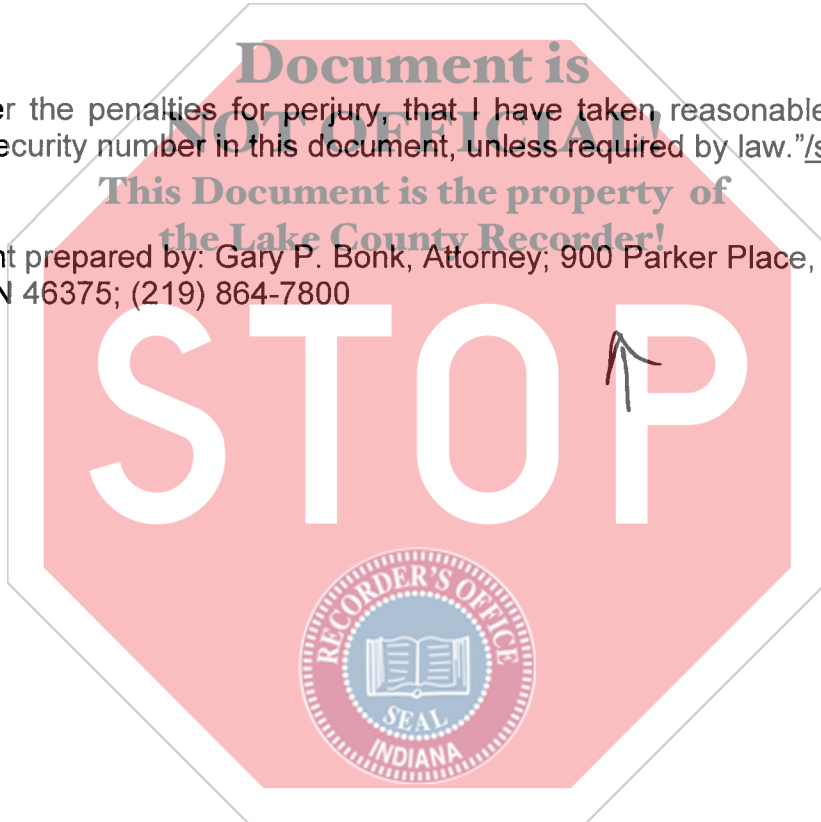 Document is
er the penalties for perjury, that I have taken reasonable
NOT OFFICIAL!
ecurity number in this document, unless required by law."/s
This Document is the property of
the Lake County Recorder!
nt prepared by: Gary P. Bonk, Attorney; 900 Parker Place,
N 46375; (219) 864-7800
STOP
RECORDER'S OFFICE
SEAL
INDIANA